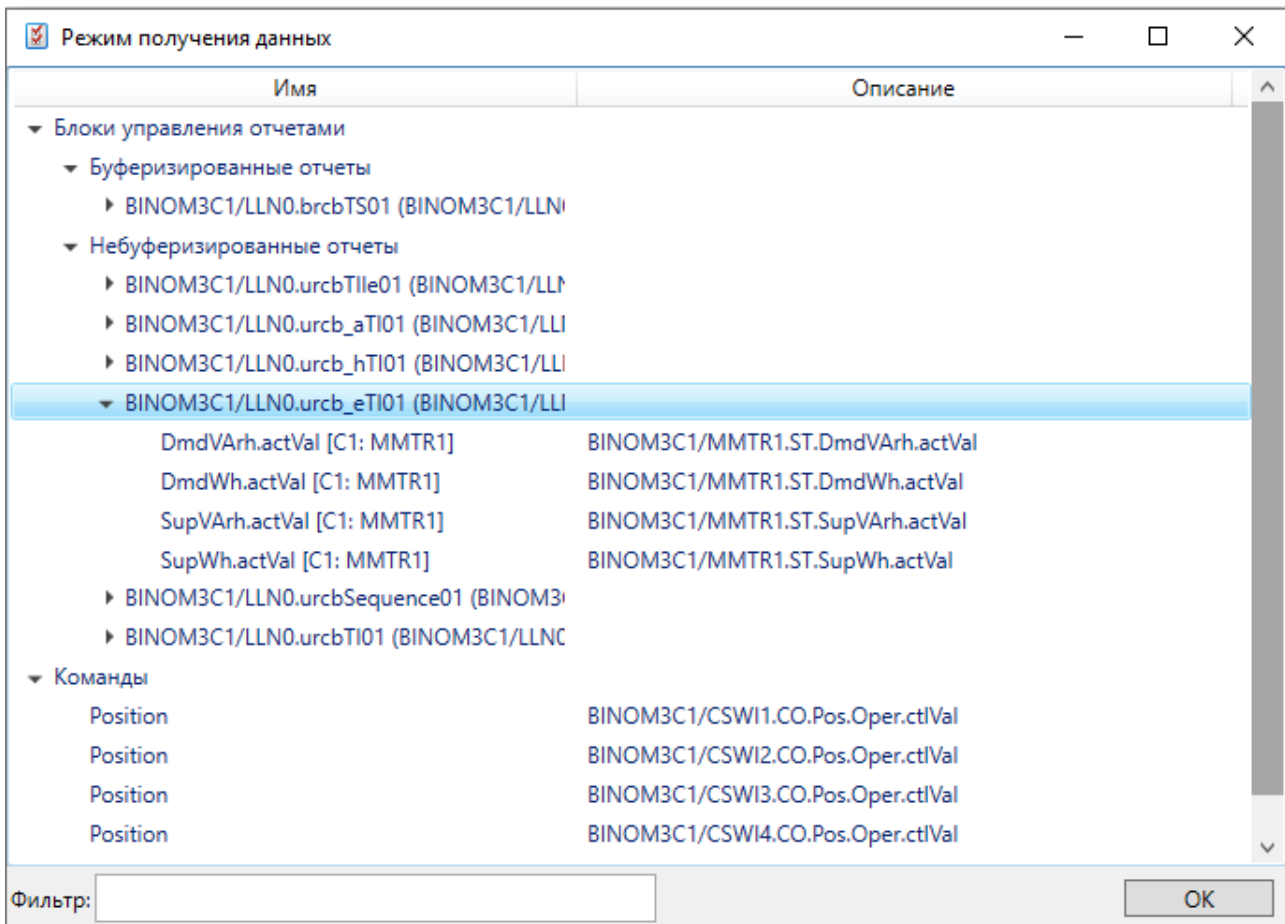 Режим получения данных
Имя Описание
Блоки управления отчетами
Буферизированные отчеты
BINOM3C1/LLN0.brcbTS01 (BINOM3C1/LLN
Небуферизированные отчеты
BINOM3C1/LLN0.urcbTIIe01 (BINOM3C1/LLN
BINOM3C1/LLN0.urcb_aTI01 (BINOM3C1/LL
BINOM3C1/LLN0.urcb_hTI01 (BINOM3C1/LL
BINOM3C1/LLN0.urcb_eTI01 (BINOM3C1/LL
DmdVArh.actVal [C1: MMTR1] BINOM3C1/MMTR1.ST.DmdVArh.actVal
DmdWh.actVal [C1: MMTR1] BINOM3C1/MMTR1.ST.DmdWh.actVal
SupVArh.actVal [C1: MMTR1] BINOM3C1/MMTR1.ST.SupVArh.actVal
SupWh.actVal [C1: MMTR1] BINOM3C1/MMTR1.ST.SupWh.actVal
BINOM3C1/LLN0.urcbSequence01 (BINOM3
BINOM3C1/LLN0.urcbTI01 (BINOM3C1/LLN0
Команды
Position BINOM3C1/CSWI1.CO.Pos.Oper.ctlVal
Position BINOM3C1/CSWI2.CO.Pos.Oper.ctlVal
Position BINOM3C1/CSWI3.CO.Pos.Oper.ctlVal
Position BINOM3C1/CSWI4.CO.Pos.Oper.ctlVal
Фильтр: OK